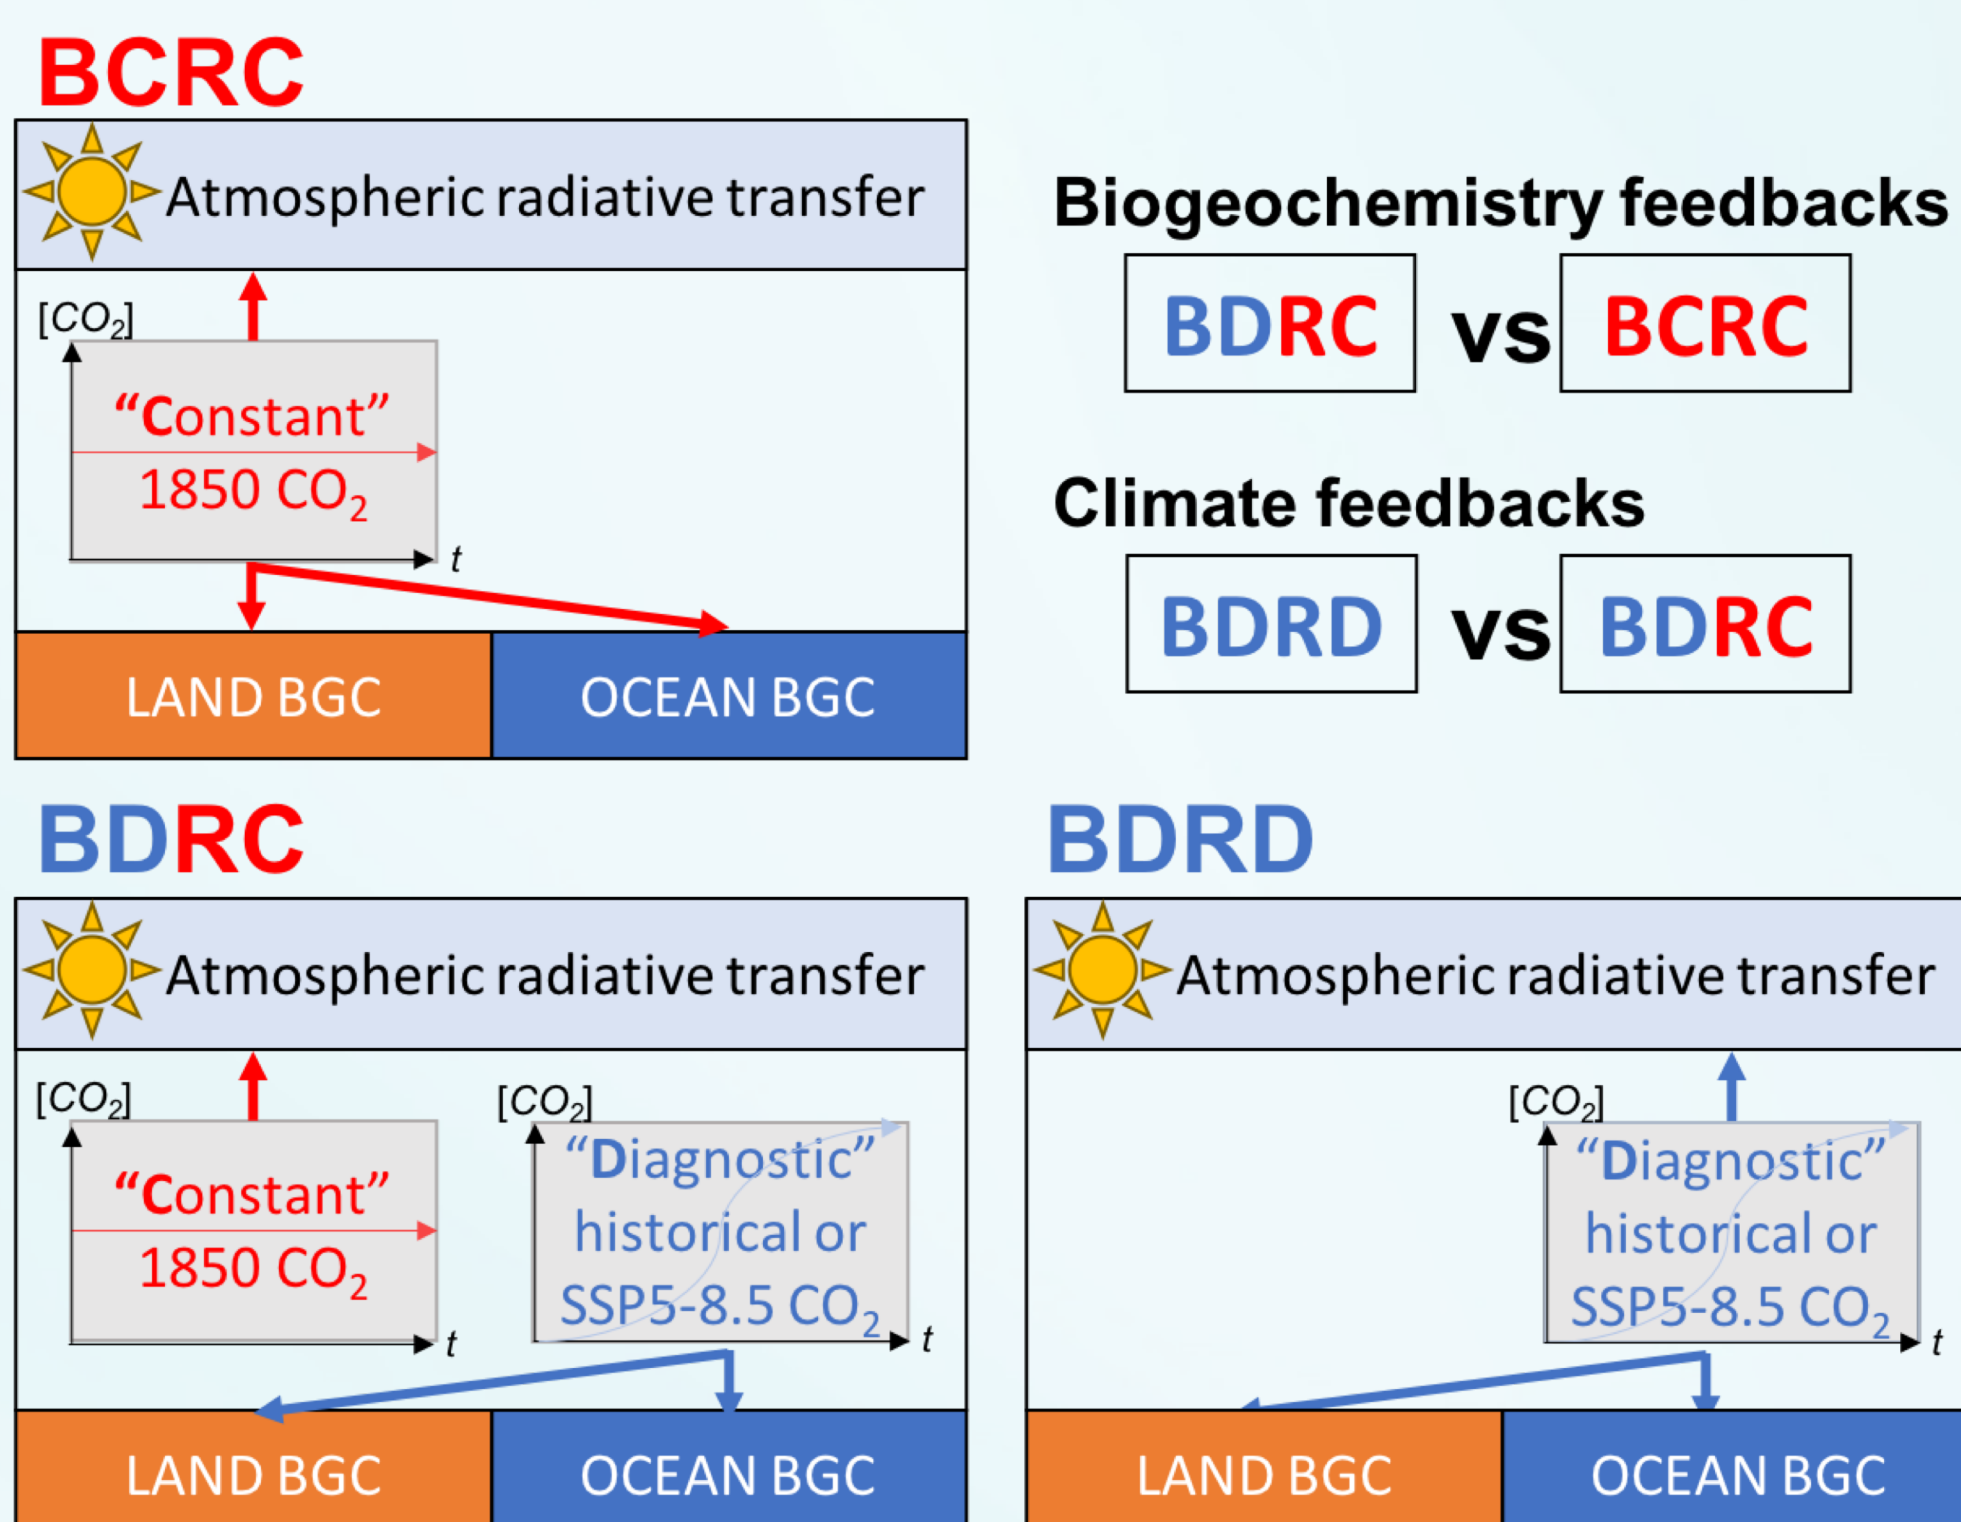 BCRC
Atmospheric radiative transfer
[CO₂]
“Constant”
1850 CO₂
t
LAND BGC
OCEAN BGC
Biogeochemistry feedbacks
BDRC vs BCRC
Climate feedbacks
BDRD vs BDRC
BDRC
Atmospheric radiative transfer
[CO₂]
“Constant”
1850 CO₂
t
[CO₂]
“Diagnostic”
historical or
SSP5-8.5 CO₂
t
LAND BGC
OCEAN BGC
BDRD
Atmospheric radiative transfer
[CO₂]
“Diagnostic”
historical or
SSP5-8.5 CO₂
t
LAND BGC
OCEAN BGC